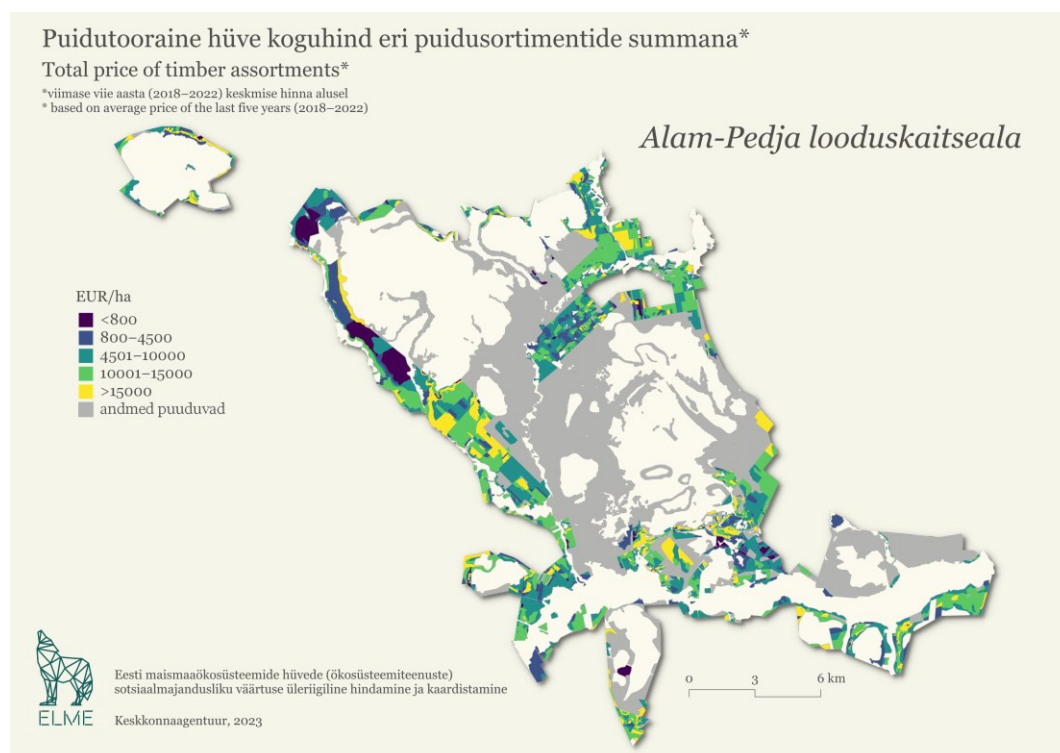 Puidutooraine hüve koguhind eri puidusortimentide summana*
Total price of timber assortments*
*viimase viie aasta (2018–2022) keskmise hinna alusel
* based on average price of the last five years (2018–2022)
Alam-Pedja looduskaitseala
EUR/ha
<800
800–4500
4501–10000
10001–15000
>15000
andmed puuduvad
0 3 6 km
Eesti maismaaökosüsteemide hüvede (ökosüsteemiteenuste)
sotsiaalmajandusliku väärtuse üleriigiline hindamine ja kaardistamine
ELME
Keskkonnaagentuur, 2023